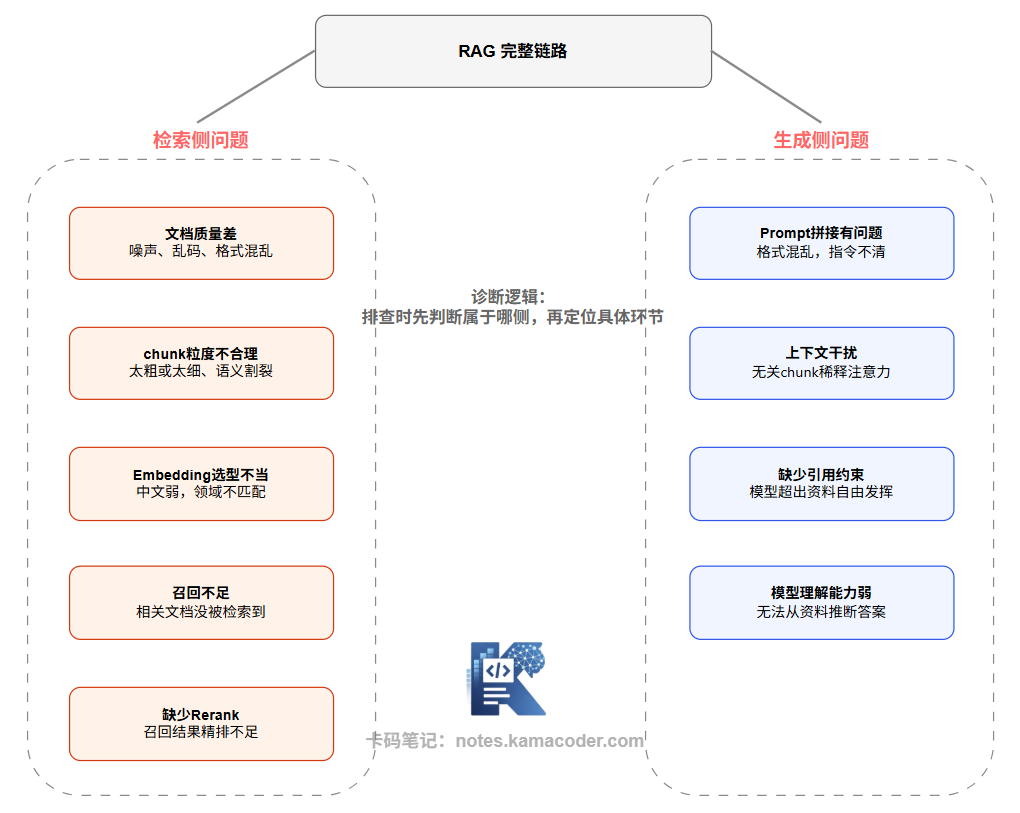 RAG 完整链路
检索侧问题
文档质量差
噪声、乱码、格式混乱
chunk粒度不合理
太粗或太细、语义割裂
Embedding选型不当
中文弱，领域不匹配
召回不足
相关文档没被检索到
缺少Rerank
召回结果精排不足
诊断逻辑：
排查时先判断属于哪侧，再定位具体环节
生成侧问题
Prompt拼接有问题
格式混乱，指令不清
上下文干扰
无关chunk稀释注意力
缺少引用约束
模型超出资料自由发挥
模型理解能力弱
无法从资料推断答案
</>
卡码笔记：notes.kamacoder.com